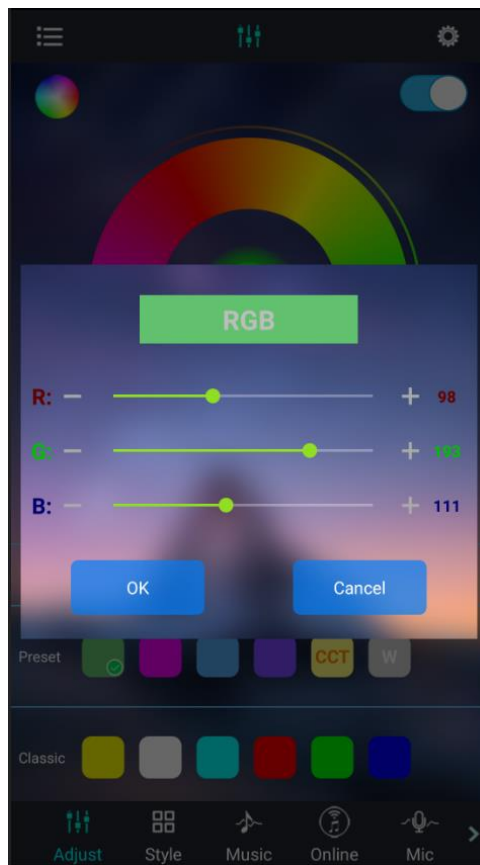 RGB
R: − + 98
G: − + 193
B: − + 111
OK Cancel
Preset CCT W
Classic
Adjust Style Music Online Mic